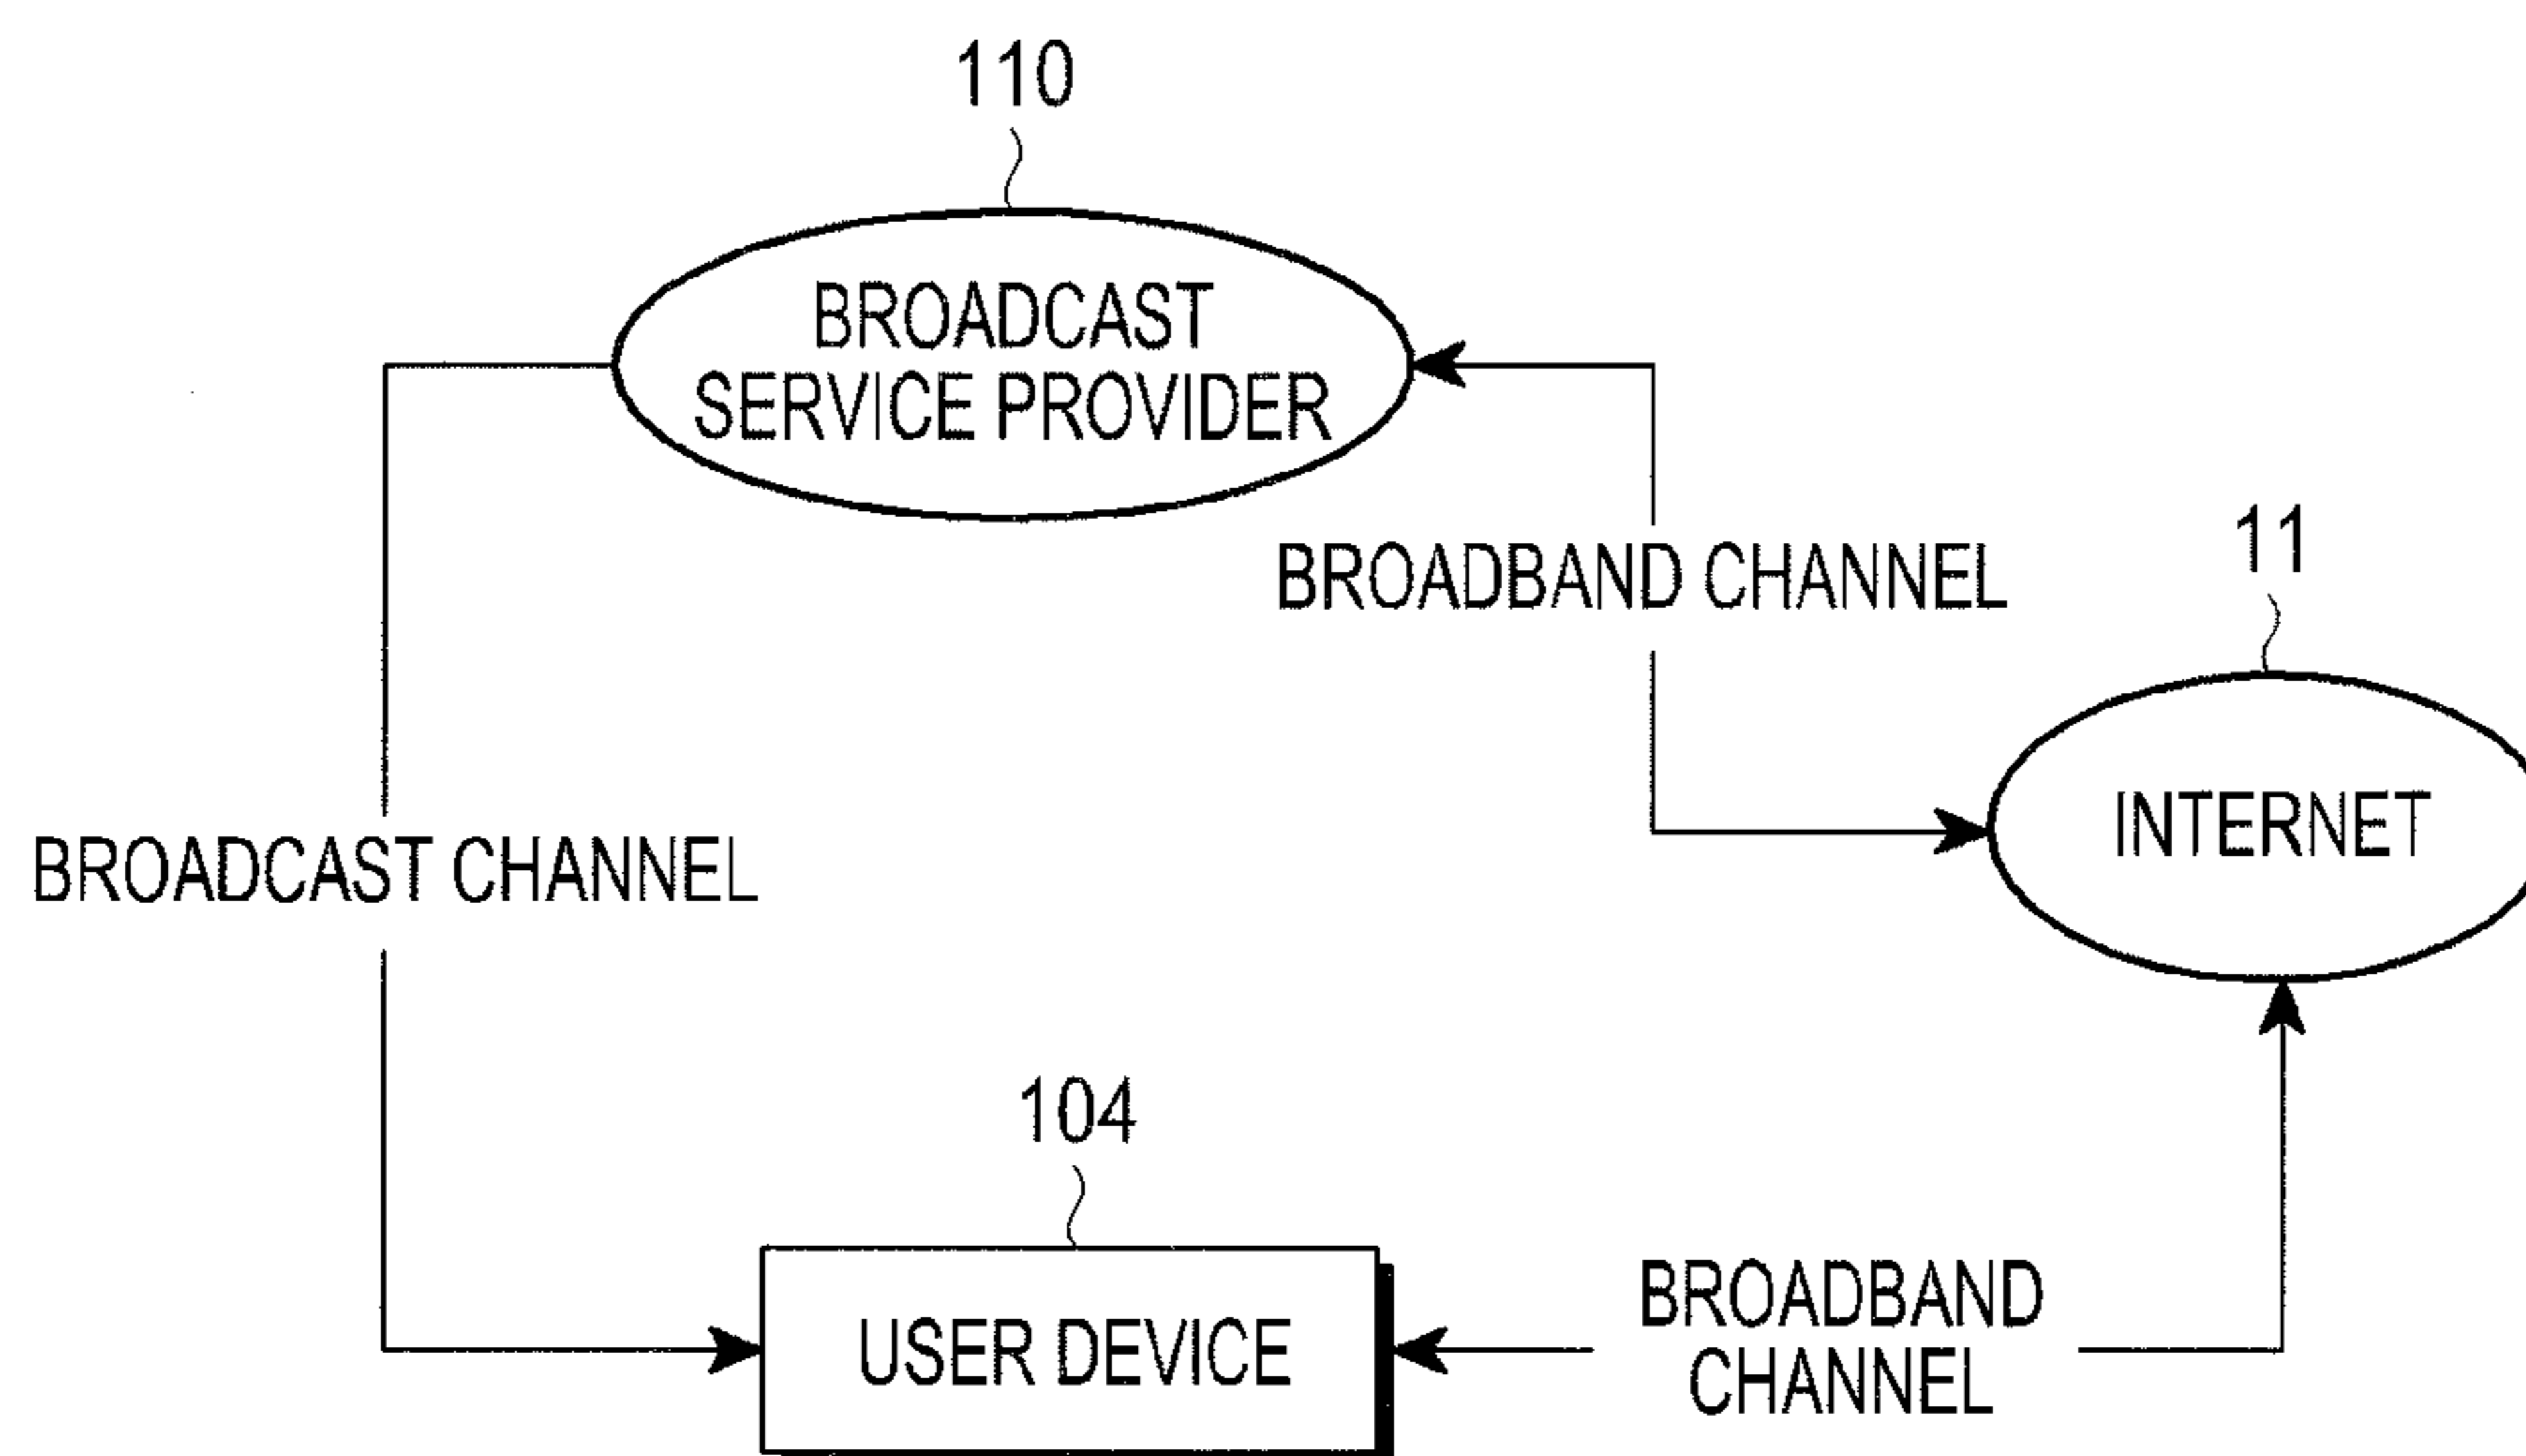 110
BROADCAST
SERVICE PROVIDER
BROADBAND CHANNEL
11
INTERNET
BROADCAST CHANNEL
104
USER DEVICE
BROADBAND
CHANNEL